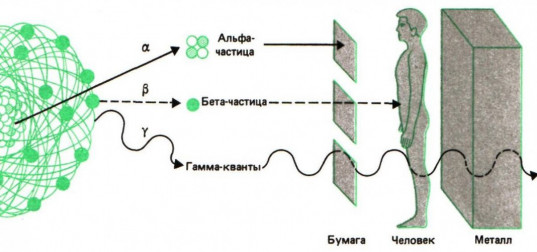 α
Альфа-
частица
β
Бета-частица
γ
Гамма-кванты
Бумага
Человек
Металл